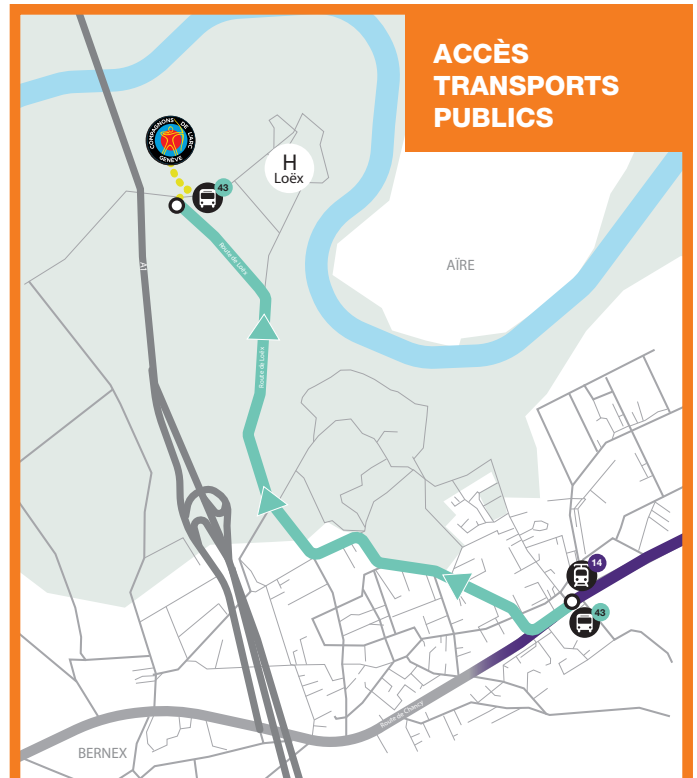 ACCÈS
TRANSPORTS
PUBLICS
COMPAGNONS DE L'ARC
GENÈVE
H
Loëx
43
Route de Loëx
A1
AÏRE
Route de Loëx
14
43
Route de Chancy
BERNEX